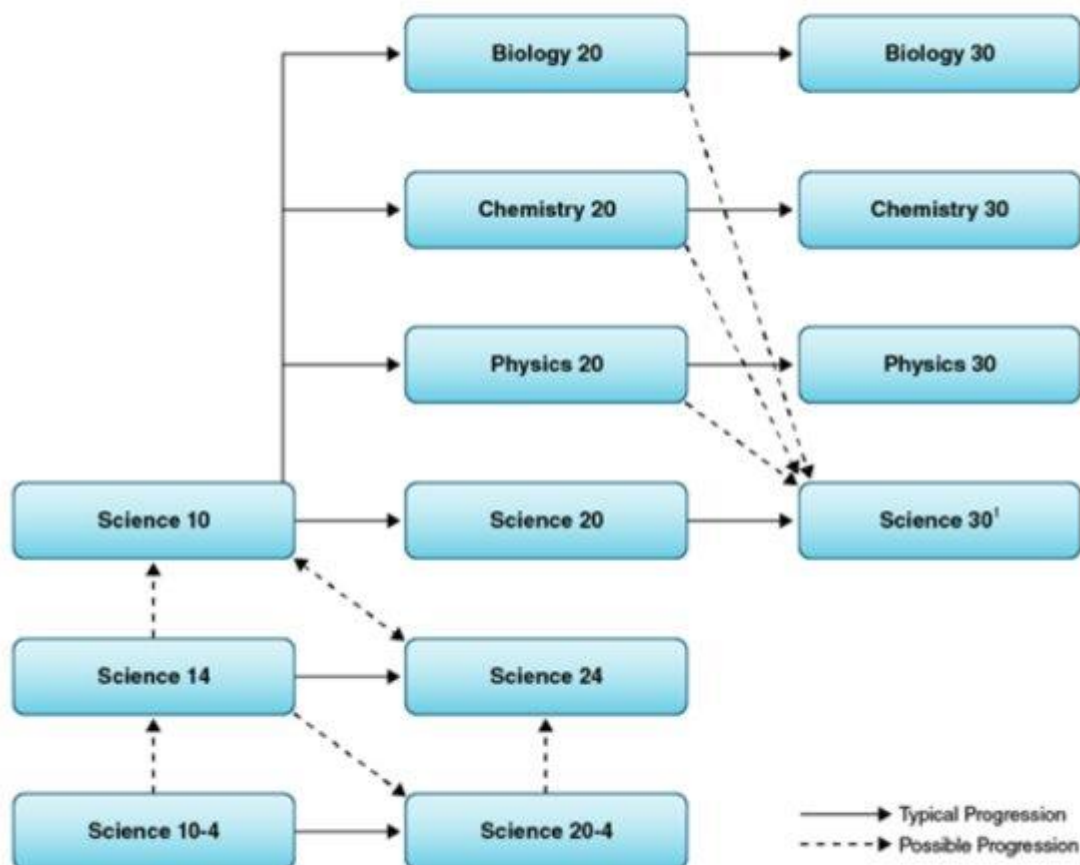 Biology 20
Biology 30
Chemistry 20
Chemistry 30
Physics 20
Physics 30
Science 10
Science 20
Science 30¹
Science 14
Science 24
Science 10-4
Science 20-4
Typical Progression
Possible Progression